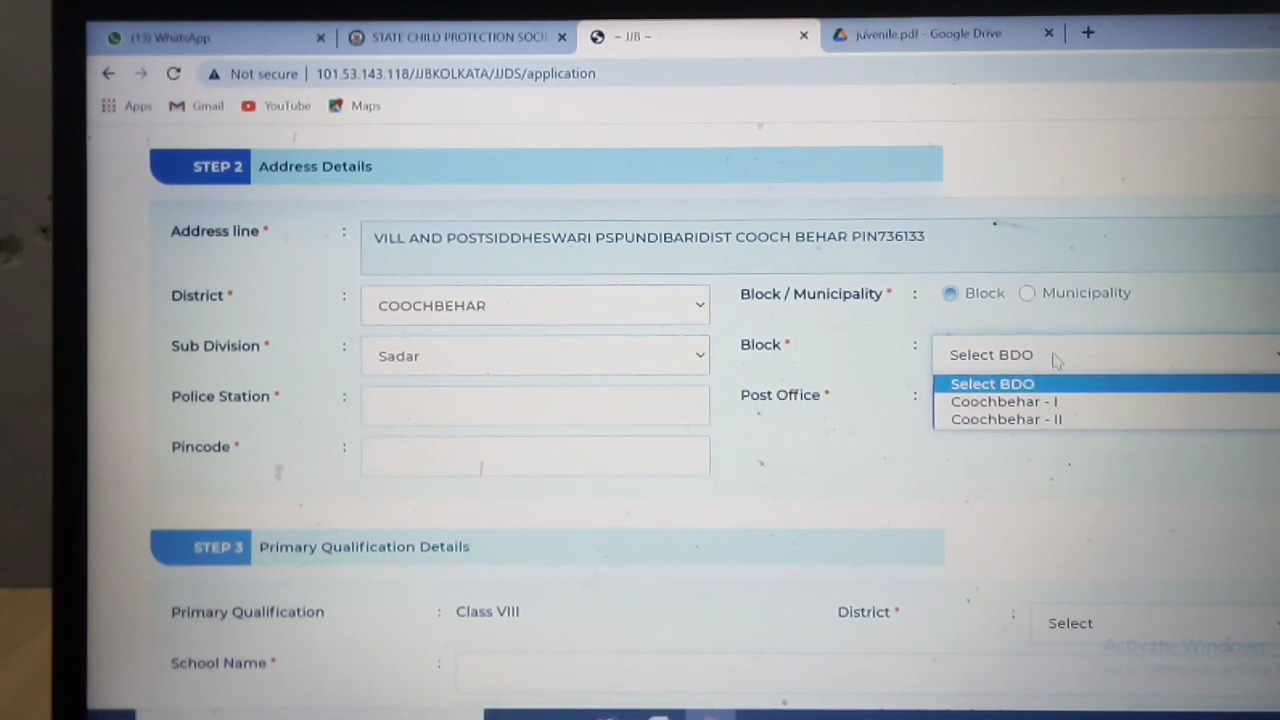 (13) WhatsApp
STATE CHILD PROTECTION SOCI
- JJB -
juvenile.pdf - Google Drive
Not secure | 101.53.143.118/JJBKOLKATA/JJDS/application
Apps Gmail YouTube Maps
STEP 2 Address Details
Address line * : VILL AND POSTSIDDHESWARI PSPUNDIBARIDIST COOCH BEHAR PIN736133
District * : COOCHBEHAR Block / Municipality * : Block Municipality
Sub Division * : Sadar Block * : Select BDO
Select BDO
Police Station * : Post Office * : Coochbehar - I
Coochbehar - II
Pincode * :
STEP 3 Primary Qualification Details
Primary Qualification : Class VIII District * : Select
Activate Windows
School Name * :